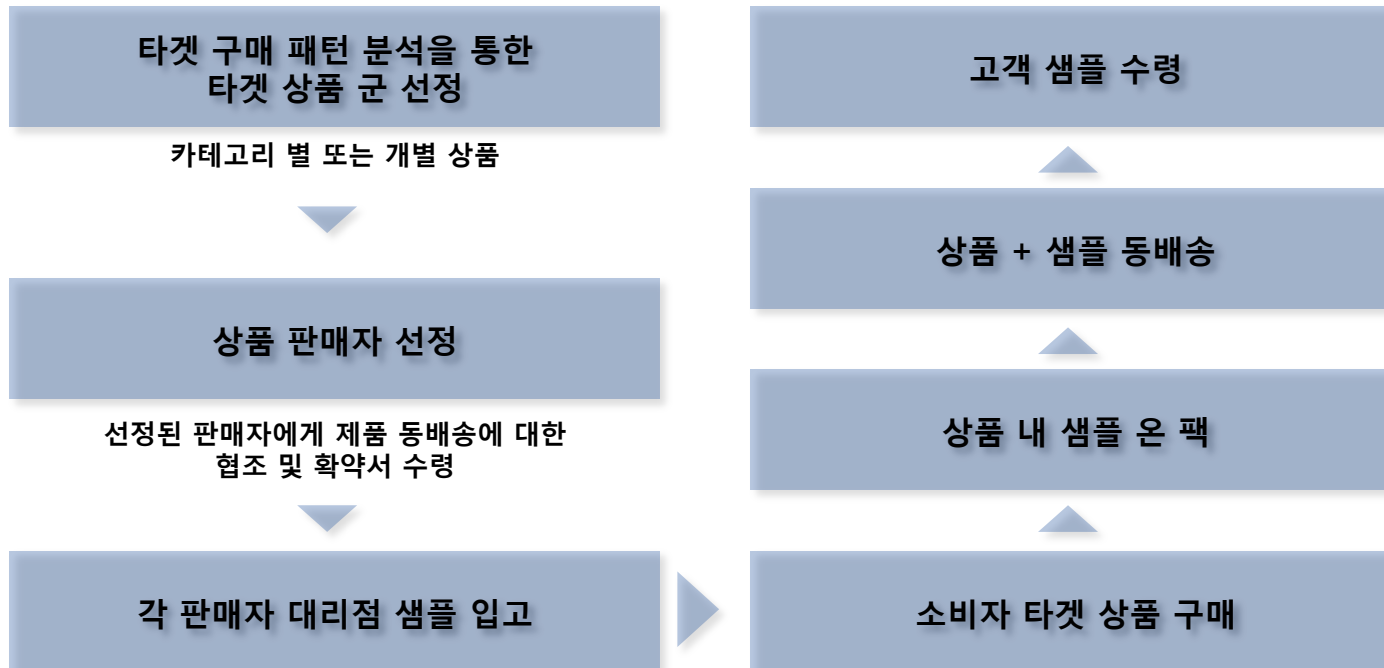 타겟 구매 패턴 분석을 통한
타겟 상품 군 선정
카테고리 별 또는 개별 상품
상품 판매자 선정
선정된 판매자에게 제품 동배송에 대한
협조 및 확약서 수령
각 판매자 대리점 샘플 입고
소비자 타겟 상품 구매
상품 내 샘플 온 팩
상품 + 샘플 동배송
고객 샘플 수령